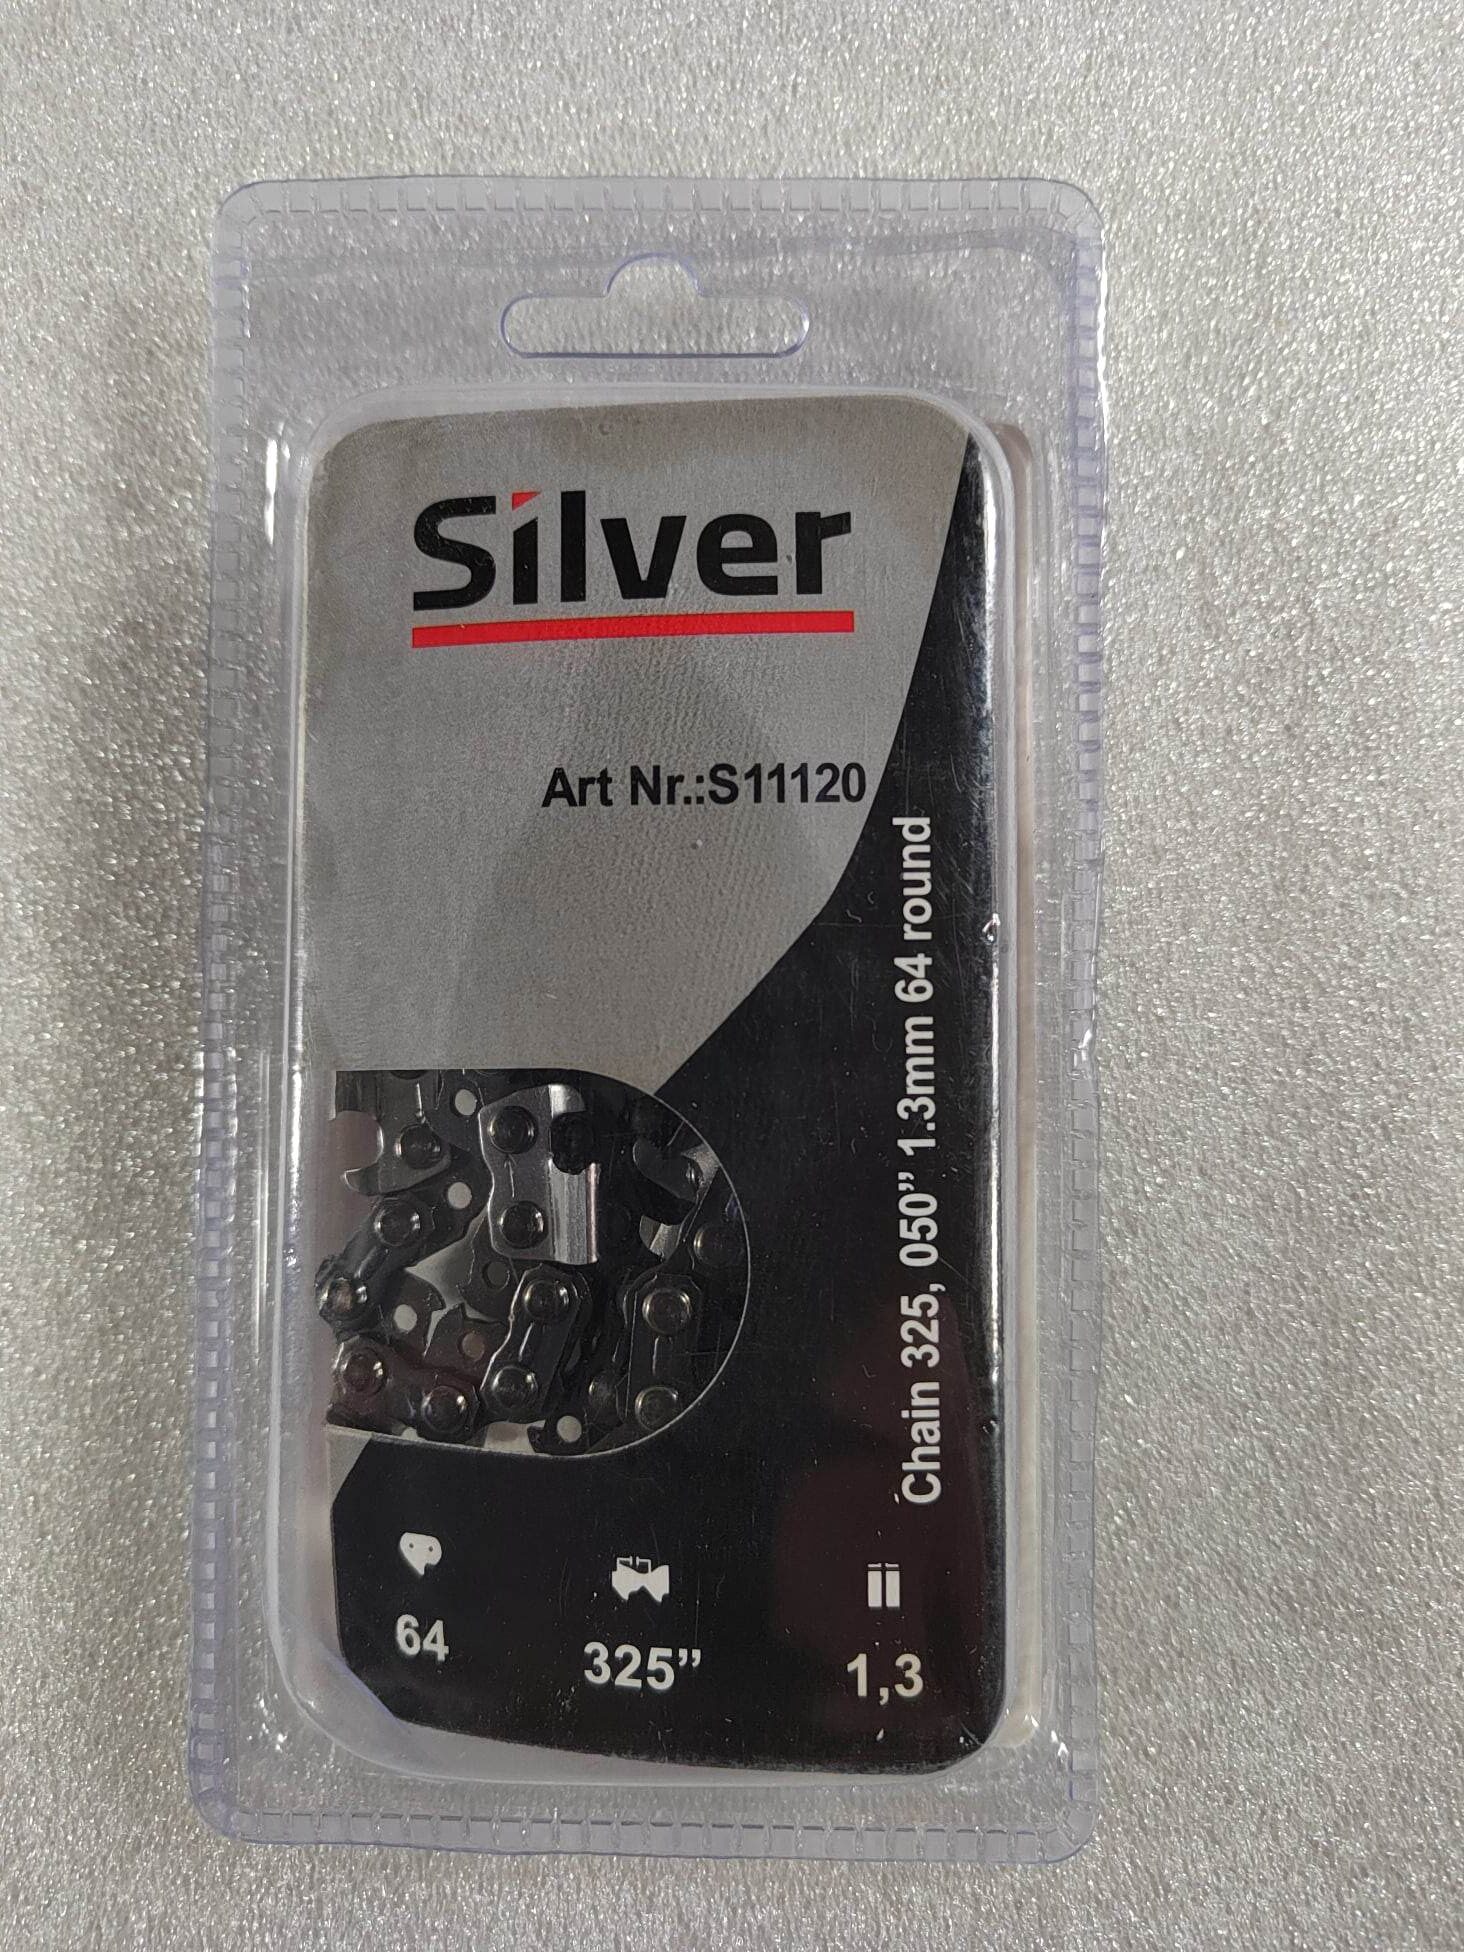 Silver
Art Nr.:S11120
Chain 325, 050” 1.3mm 64 round
64
325”
1,3